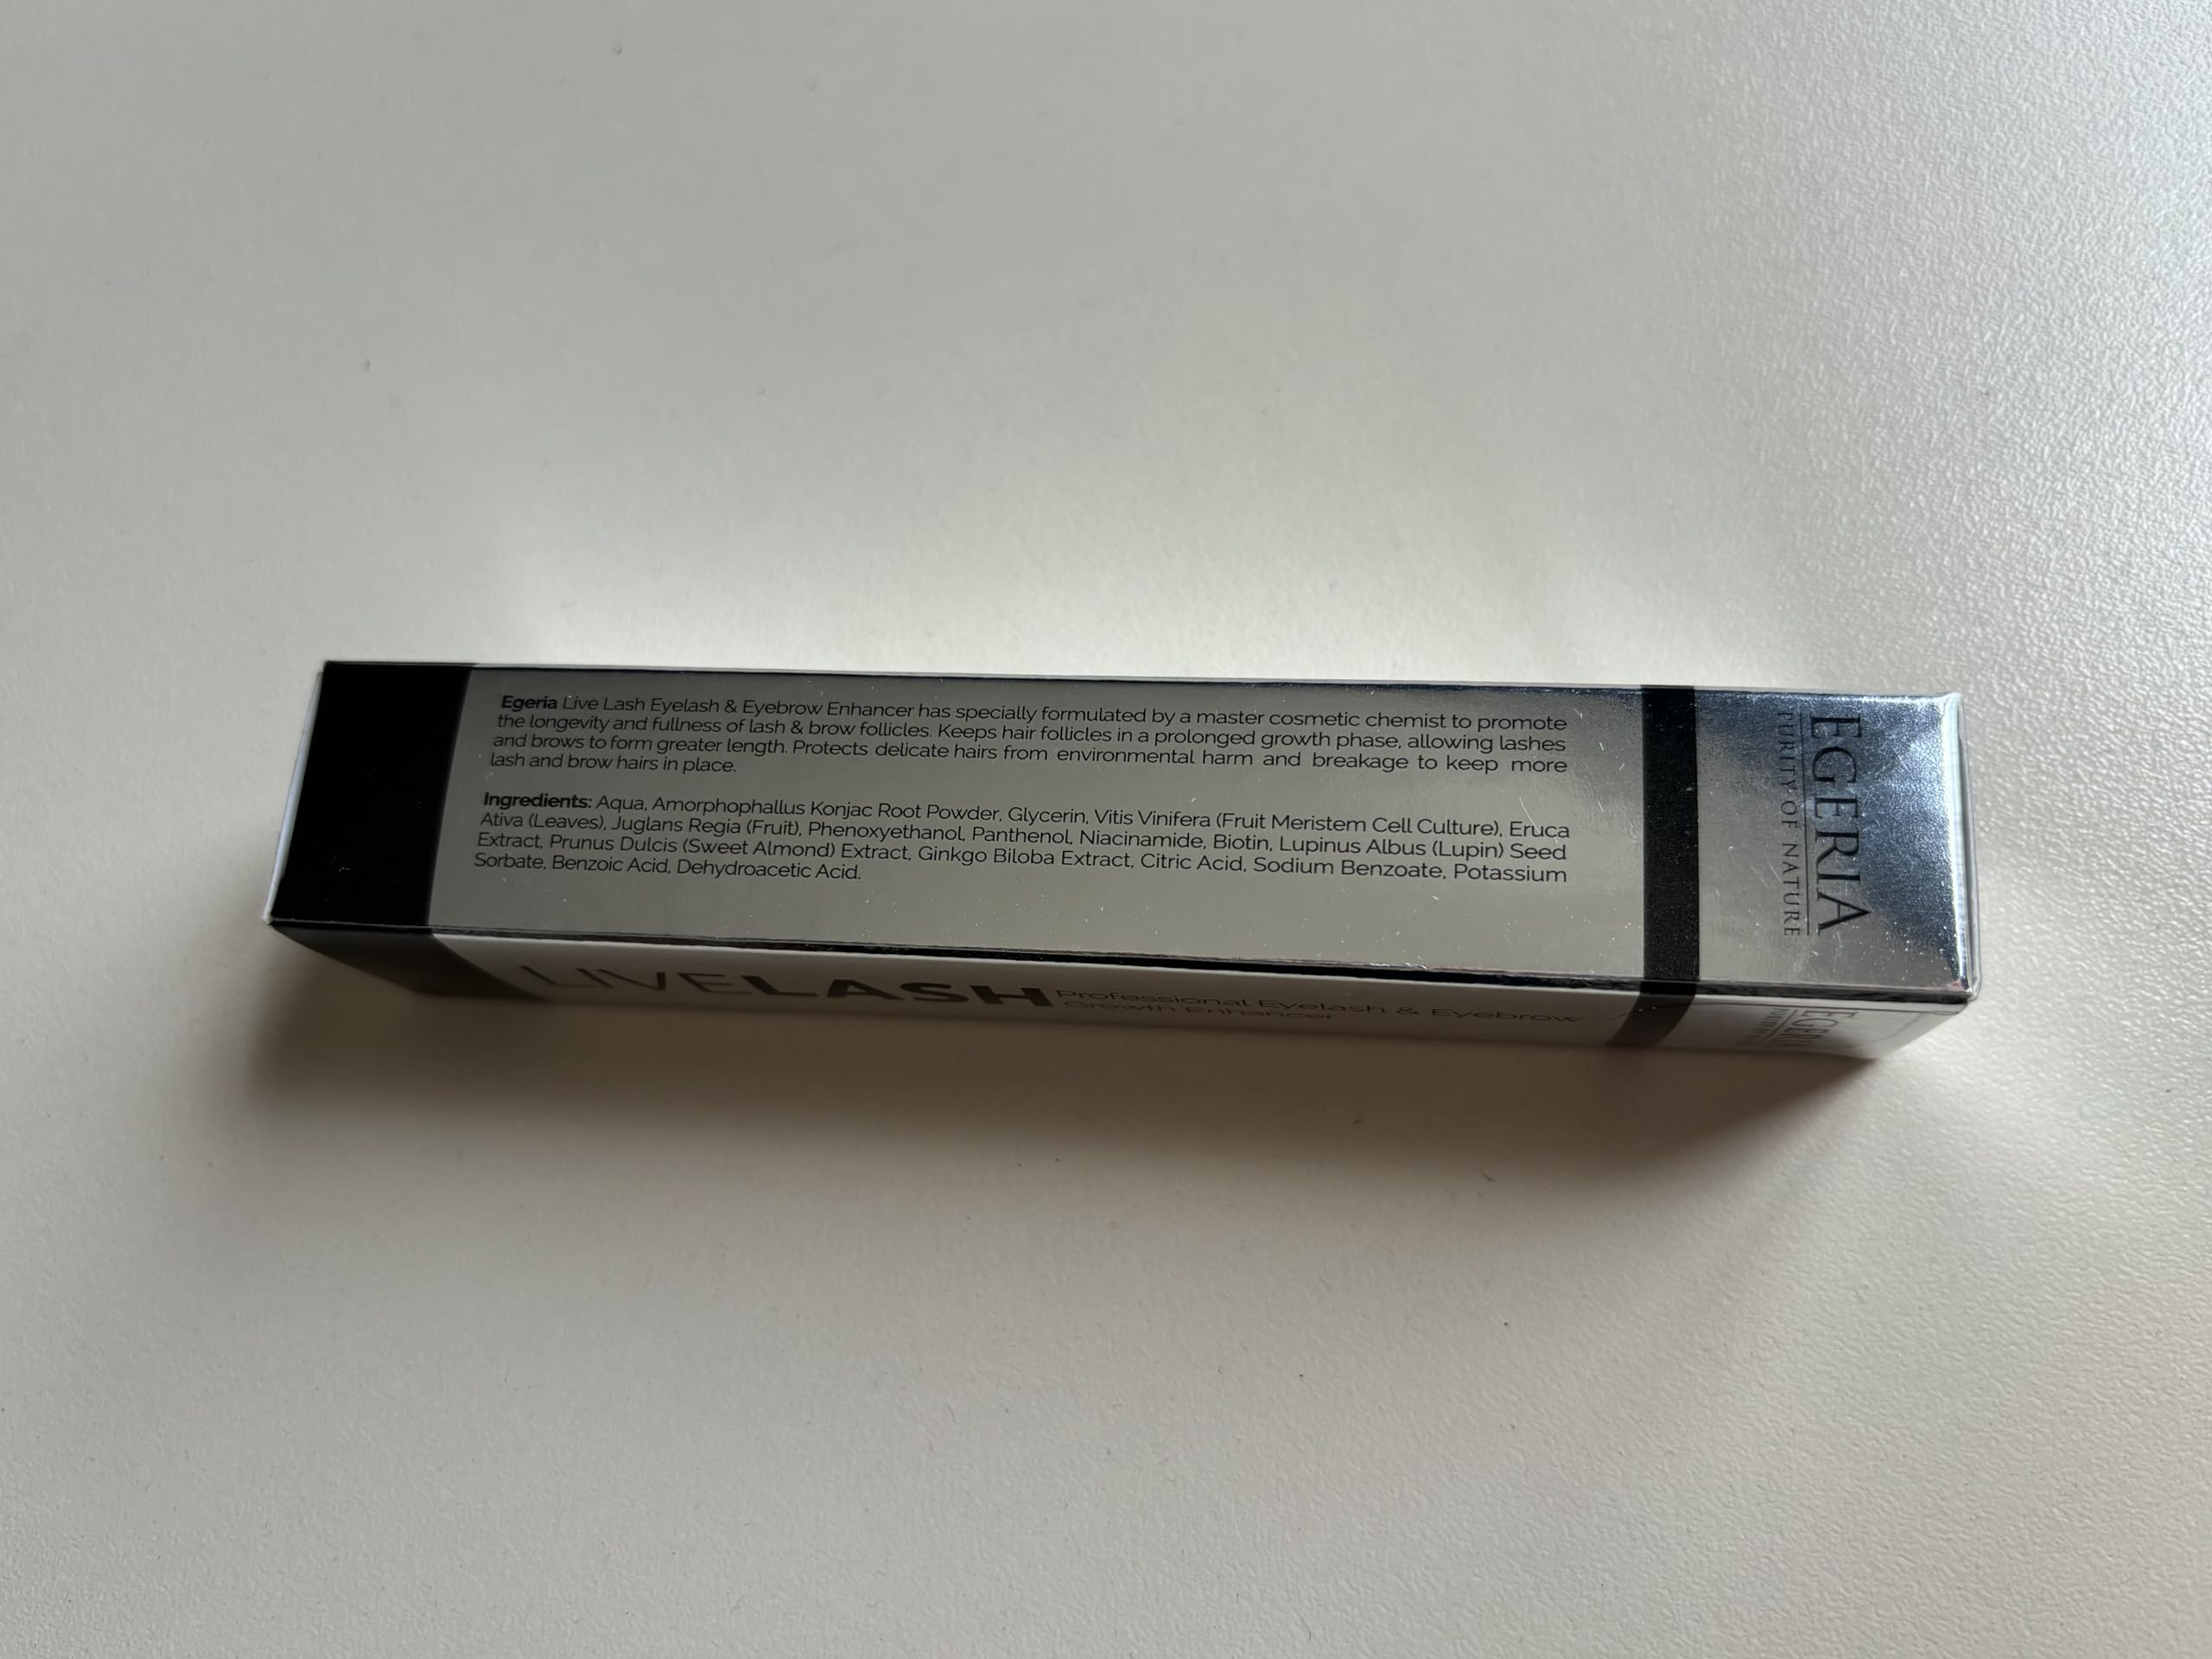 Egeria Live Lash Eyelash & Eyebrow Enhancer has specially formulated by a master cosmetic chemist to promote
the longevity and fullness of lash & brow follicles. Keeps hair follicles in a prolonged growth phase, allowing lashes
and brows to form greater length. Protects delicate hairs from environmental harm and breakage to keep more
lash and brow hairs in place.
Ingredients: Aqua, Amorphophallus Konjac Root Powder, Glycerin, Vitis Vinifera (Fruit Meristem Cell Culture), Eruca
Ativa (Leaves), Juglans Regia (Fruit), Phenoxyethanol, Panthenol, Niacinamide, Biotin, Lupinus Albus (Lupin) Seed
Extract, Prunus Dulcis (Sweet Almond) Extract, Ginkgo Biloba Extract, Citric Acid, Sodium Benzoate, Potassium
Sorbate, Benzoic Acid, Dehydroacetic Acid.
EGERIA
PURITY OF NATURE
LIVELASH
Professional Eyelash & Eyebrow
Growth Enhancer
EGERIA